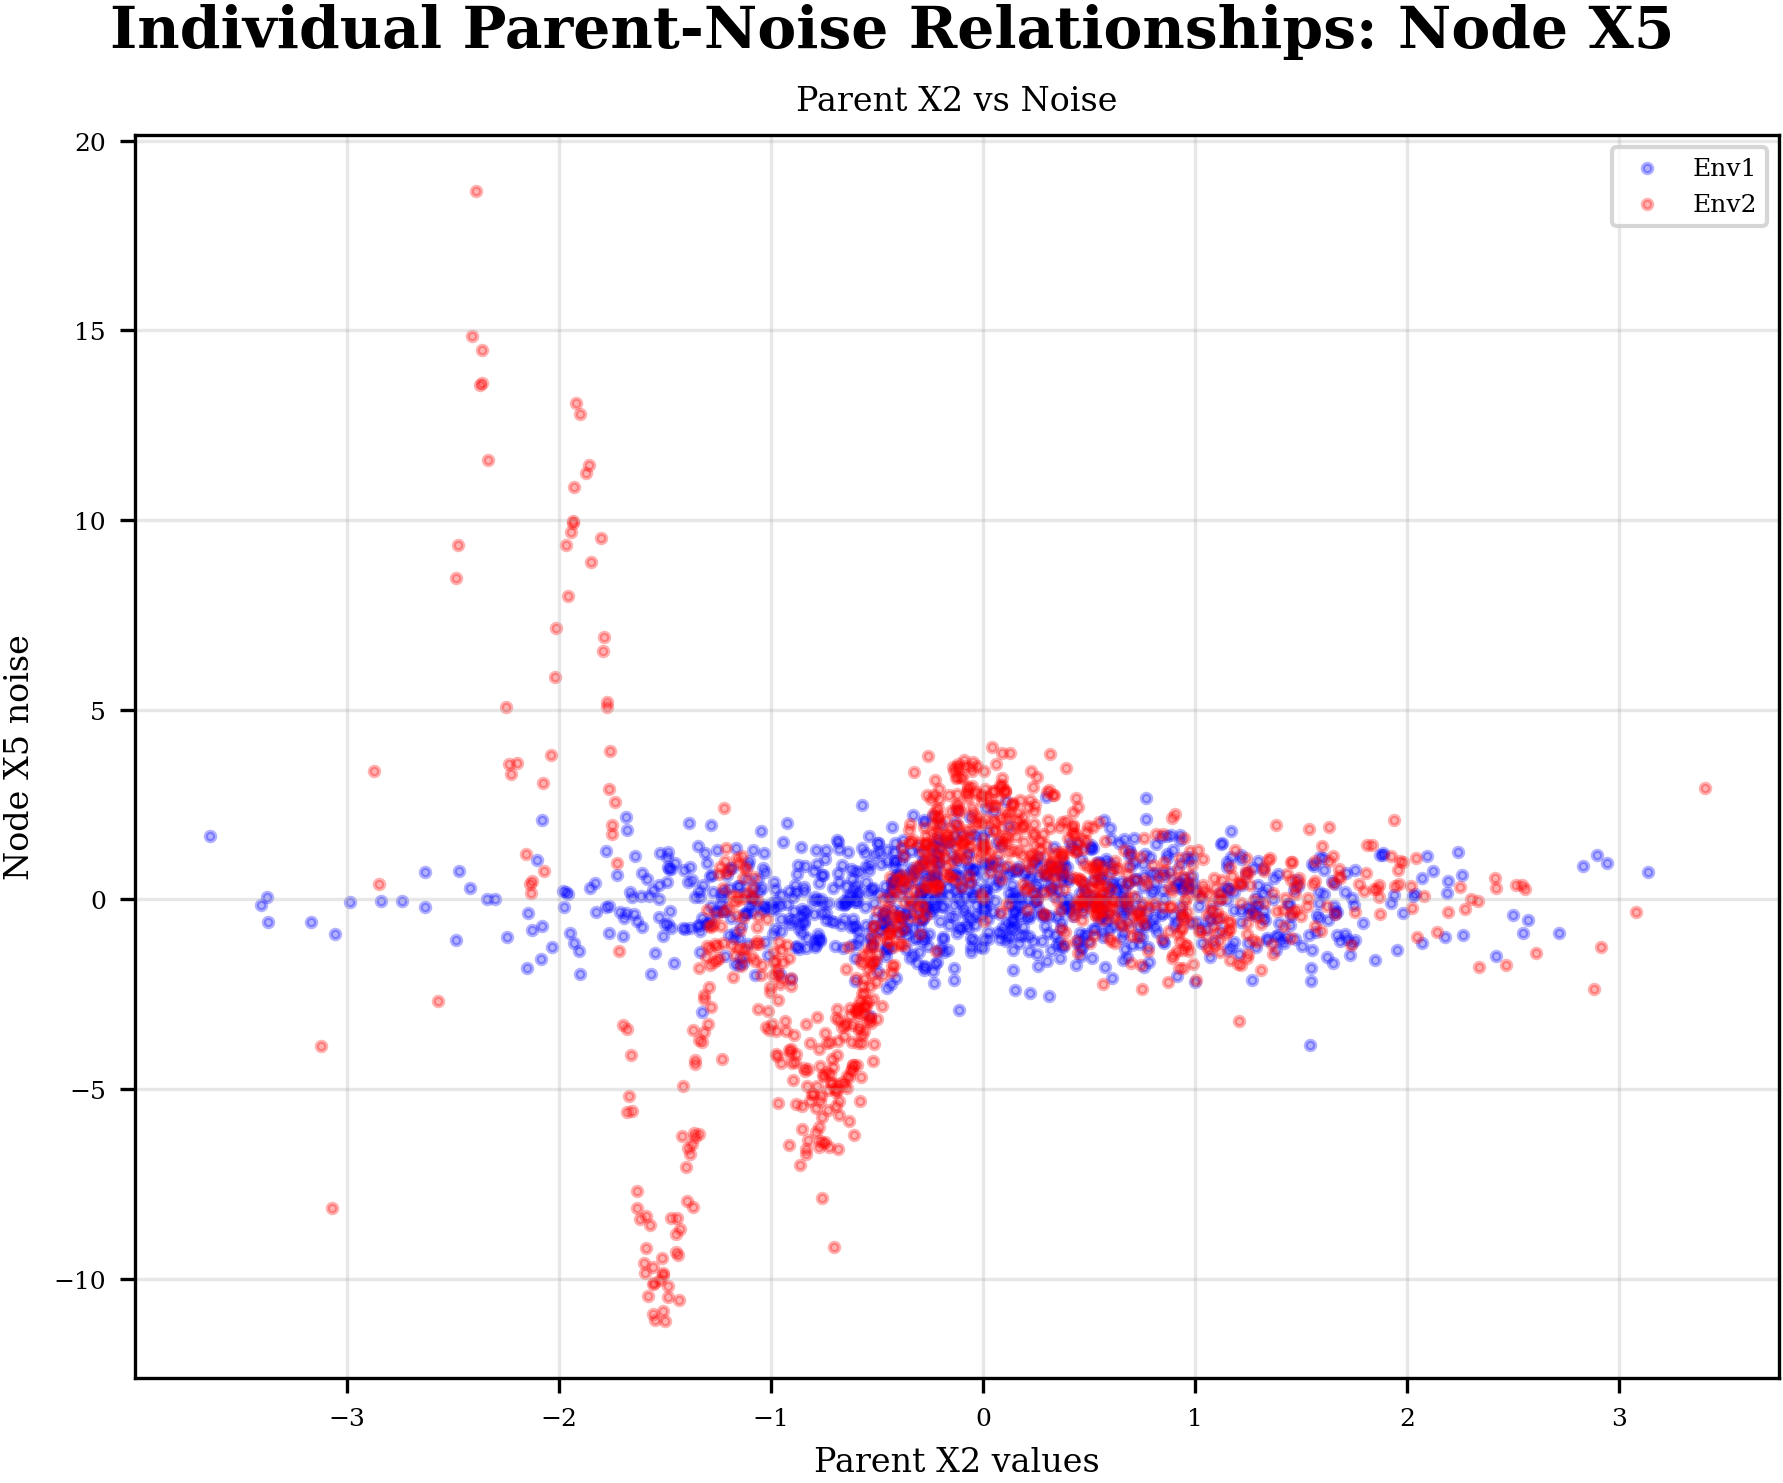 Individual Parent-Noise Relationships: Node X5
Parent X2 vs Noise
Env1
Env2
20
15
10
5
0
−5
−10
Node X5 noise
−3
−2
−1
0
1
2
3
Parent X2 values